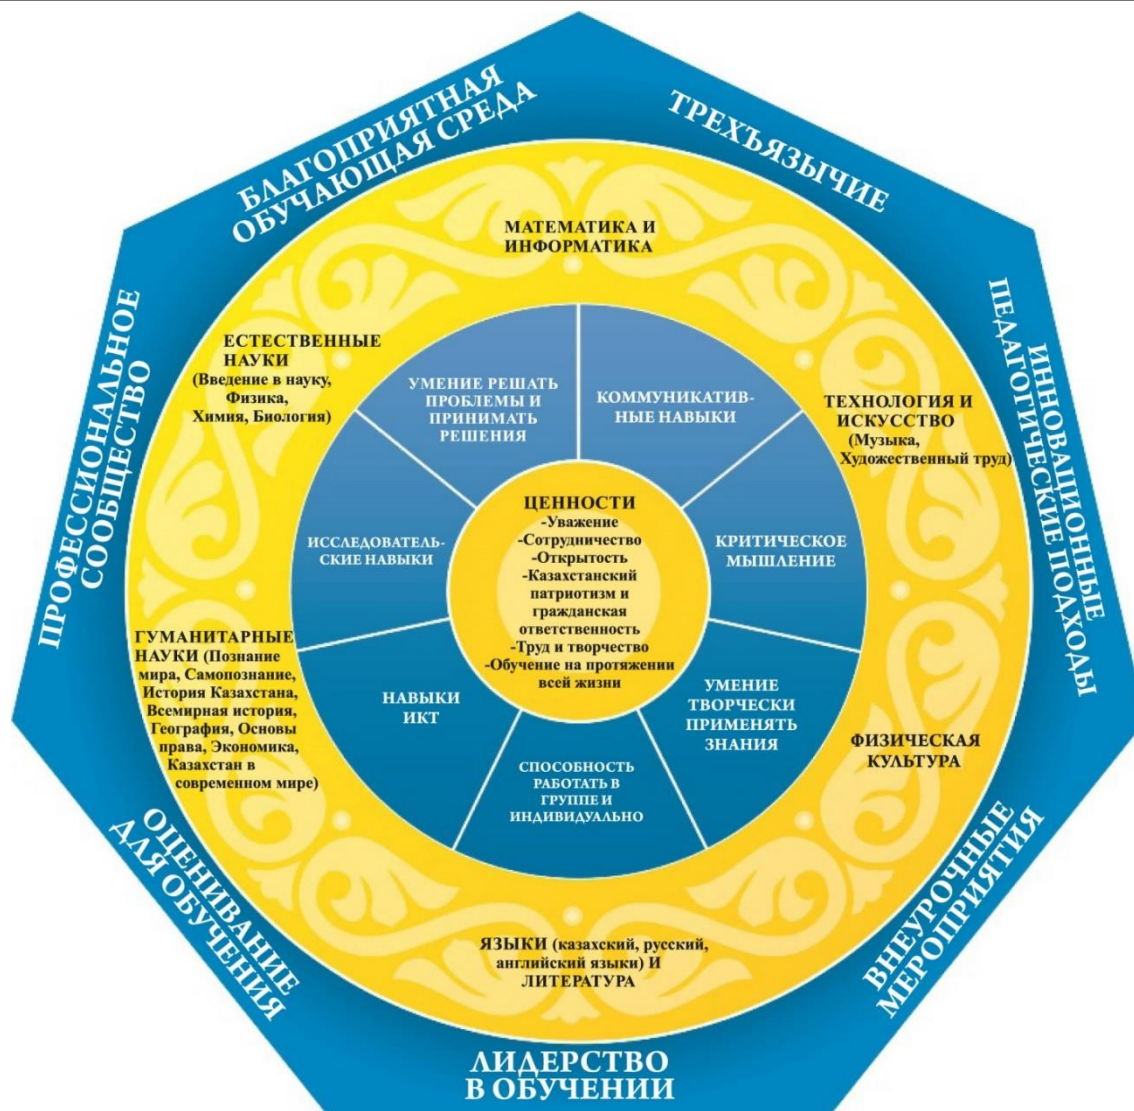 БЛАГОПРИЯТНАЯ
ОБУЧАЮЩАЯ СРЕДА
ТРЕХЪЯЗЫЧИЕ
ИННОВАЦИОННЫЕ
ПЕДАГОГИЧЕСКИЕ ПОДХОДЫ
ВНЕУРОЧНЫЕ
МЕРОПРИЯТИЯ
ЛИДЕРСТВО
В ОБУЧЕНИИ
ОЦЕНИВАНИЕ
ДЛЯ ОБУЧЕНИЯ
ПРОФЕССИОНАЛЬНОЕ
СООБЩЕСТВО
МАТЕМАТИКА И
ИНФОРМАТИКА
ТЕХНОЛОГИЯ И
ИСКУССТВО
(Музыка,
Художественный труд)
ФИЗИЧЕСКАЯ
КУЛЬТУРА
ЯЗЫКИ (казахский, русский,
английский языки) И
ЛИТЕРАТУРА
ГУМАНИТАРНЫЕ
НАУКИ (Познание
мира, Самопознание,
История Казахстана,
Всемирная история,
География, Основы
права, Экономика,
Казахстан в
современном мире)
ЕСТЕСТВЕННЫЕ
НАУКИ
(Введение в науку,
Физика,
Химия, Биология)
УМЕНИЕ РЕШАТЬ
ПРОБЛЕМЫ И
ПРИНИМАТЬ
РЕШЕНИЯ
КОММУНИКАТИВ-
НЫЕ НАВЫКИ
КРИТИЧЕСКОЕ
МЫШЛЕНИЕ
УМЕНИЕ
ТВОРЧЕСКИ
ПРИМЕНЯТЬ
ЗНАНИЯ
СПОСОБНОСТЬ
РАБОТАТЬ В
ГРУППЕ И
ИНДИВИДУАЛЬНО
НАВЫКИ
ИКТ
ИССЛЕДОВАТЕЛЬ-
СКИЕ НАВЫКИ
ЦЕННОСТИ
-Уважение
-Сотрудничество
-Открытость
-Казахстанский
патриотизм и
гражданская
ответственность
-Труд и творчество
-Обучение на протяжении
всей жизни